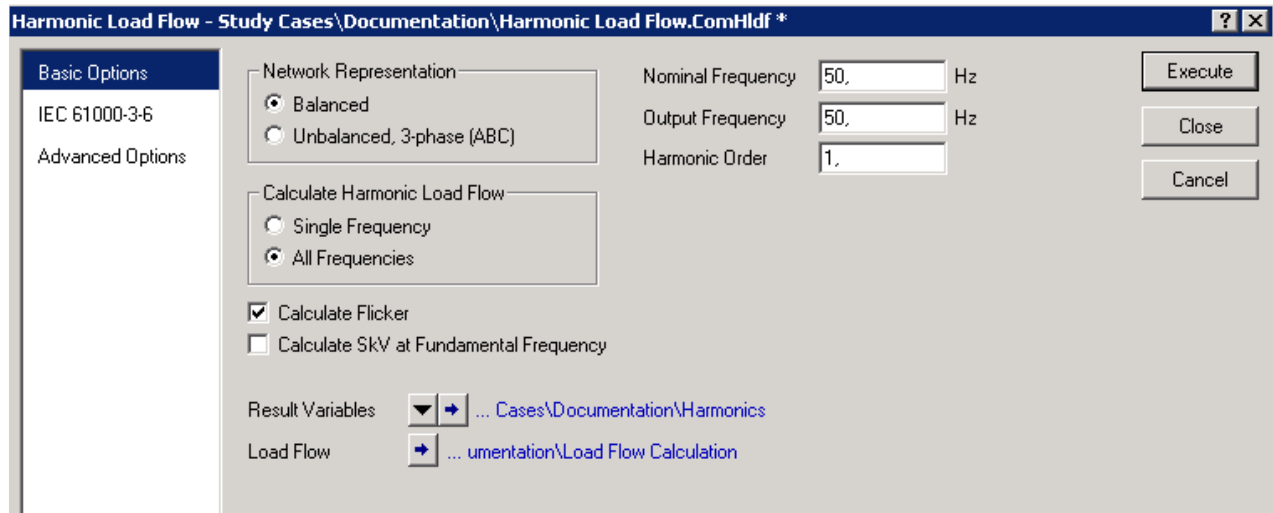 Harmonic Load Flow - Study Cases\Documentation\Harmonic Load Flow.ComHldf *
Basic Options
IEC 61000-3-6
Advanced Options
Network Representation
Balanced
Unbalanced, 3-phase (ABC)
Calculate Harmonic Load Flow
Single Frequency
All Frequencies
Calculate Flicker
Calculate SkV at Fundamental Frequency
Result Variables ... Cases\Documentation\Harmonics
Load Flow ... umentation\Load Flow Calculation
Nominal Frequency 50, Hz
Output Frequency 50, Hz
Harmonic Order 1,
Execute
Close
Cancel